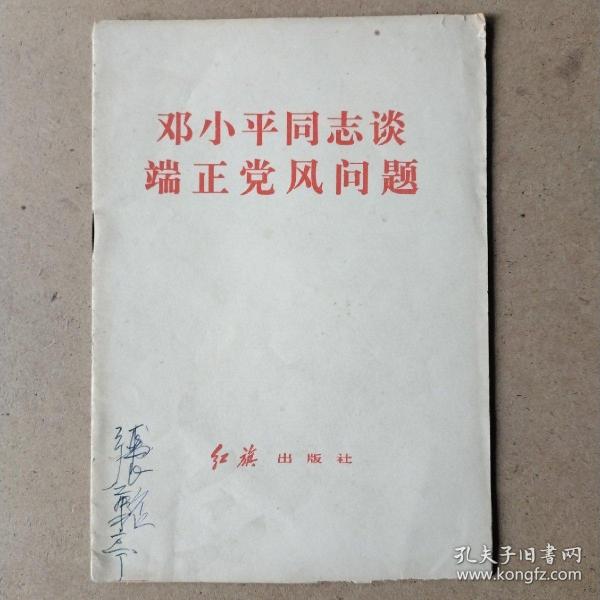 邓小平同志谈
端正党风问题
红旗 出版社
孔夫子旧书网
www.kongfz.com